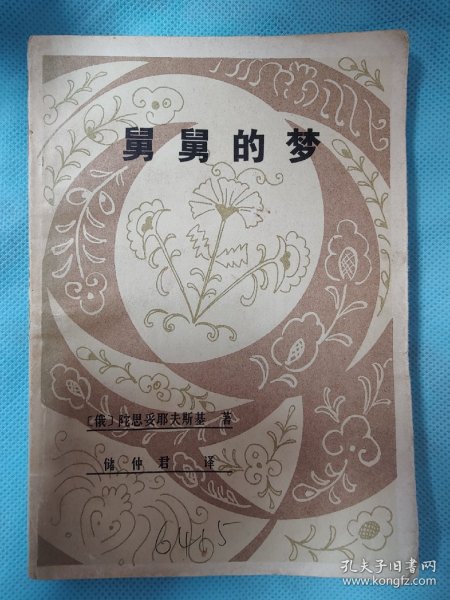 舅舅的梦
〔俄〕陀思妥耶夫斯基 著
储仲君 译
6465
孔夫子旧书网
www.kongfz.com